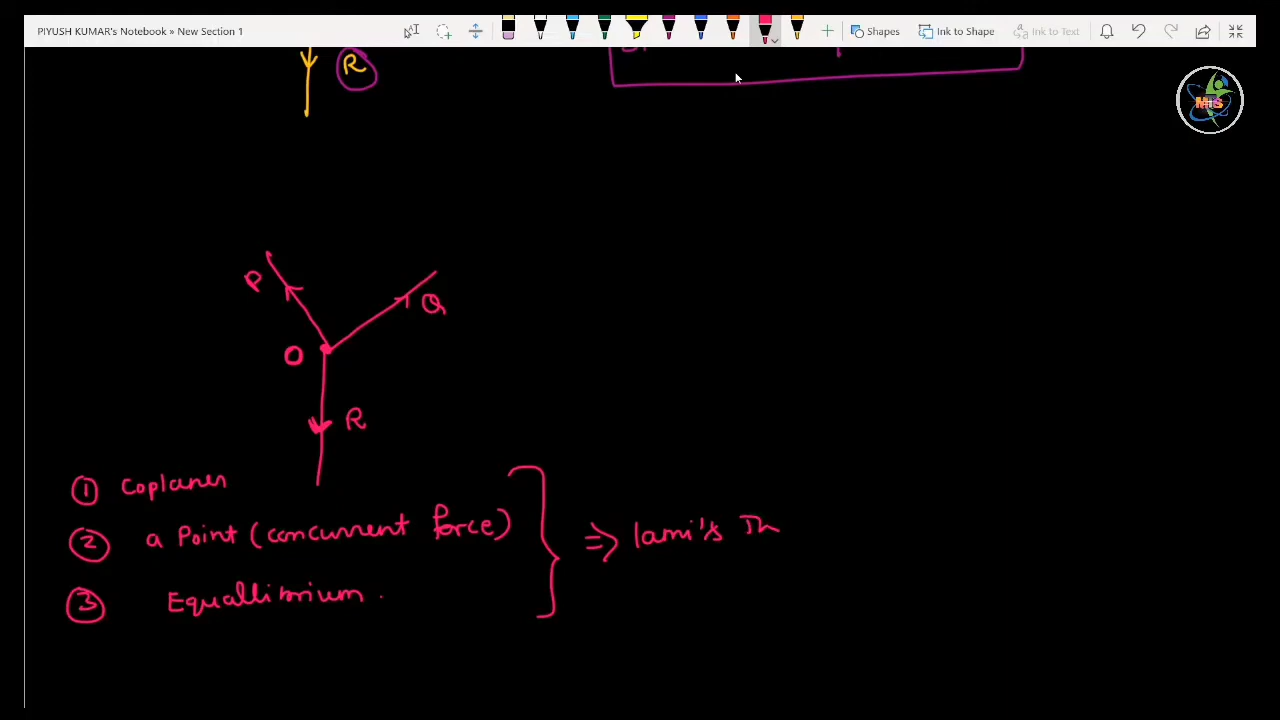 PIYUSH KUMAR's Notebook » New Section 1
Shapes
Ink to Shape
Ink to Text
R
MIS
P
Q
O
R
① Coplaner
② a Point (concurrent force)
③ Equallibrium.
⇒ lami's Th